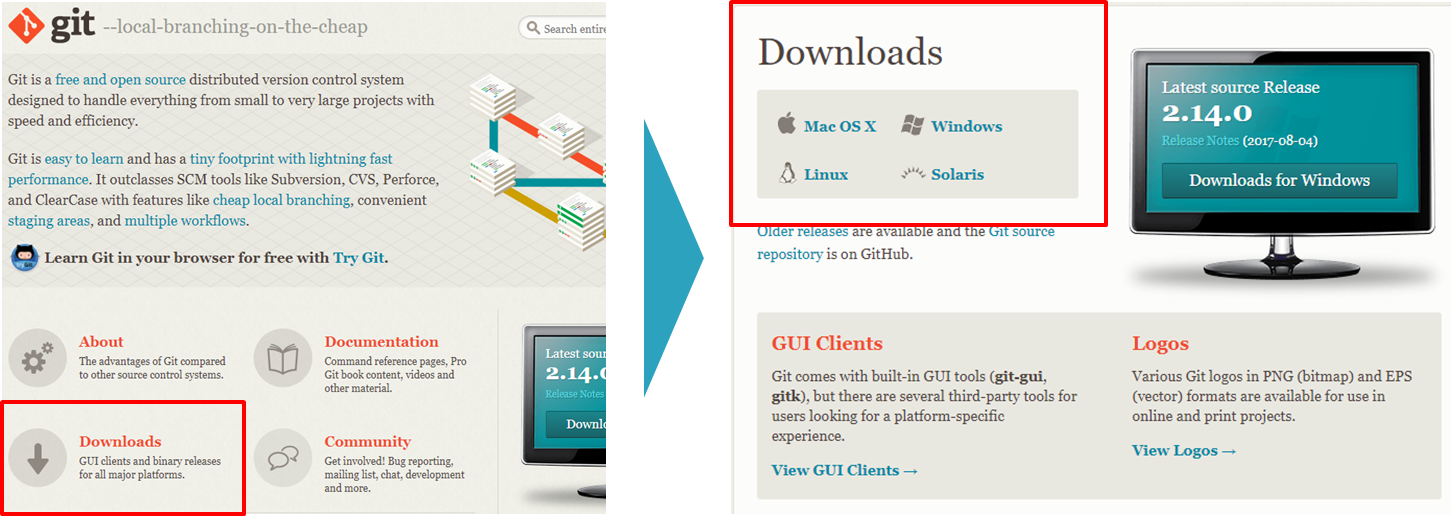 git --local-branching-on-the-cheap
Search entire
Git is a free and open source distributed version control system
designed to handle everything from small to very large projects with
speed and efficiency.
Git is easy to learn and has a tiny footprint with lightning fast
performance. It outclasses SCM tools like Subversion, CVS, Perforce,
and ClearCase with features like cheap local branching, convenient
staging areas, and multiple workflows.
Learn Git in your browser for free with Try Git.
About
The advantages of Git compared
to other source control systems.
Documentation
Command reference pages, Pro
Git book content, videos and
other material.
Downloads
GUI clients and binary releases
for all major platforms.
Community
Get involved! Bug reporting,
mailing list, chat, development
and more.
Latest sour
2.14.0
Release Notes
Downlo
Downloads
Mac OS X
Windows
Linux
Solaris
Older releases are available and the Git source
repository is on GitHub.
Latest source Release
2.14.0
Release Notes (2017-08-04)
Downloads for Windows
GUI Clients
Git comes with built-in GUI tools (git-gui,
gitk), but there are several third-party tools for
users looking for a platform-specific
experience.
View GUI Clients →
Logos
Various Git logos in PNG (bitmap) and EPS
(vector) formats are available for use in
online and print projects.
View Logos →